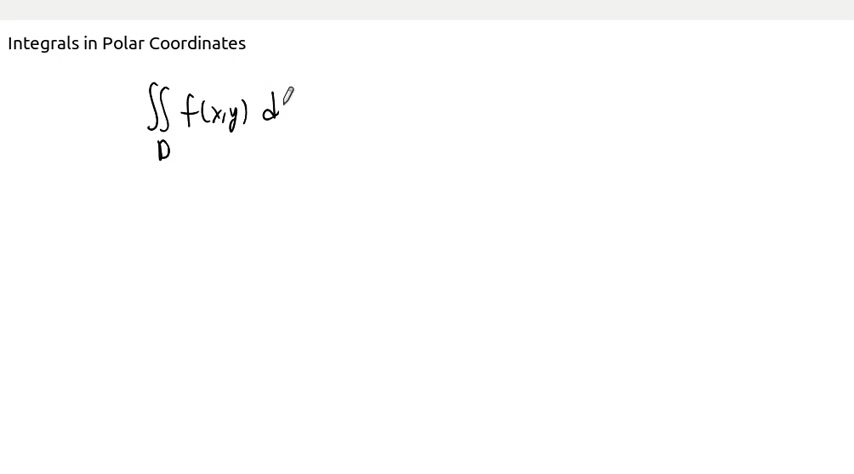 Integrals in Polar Coordinates
∬ f(x,y) d
D